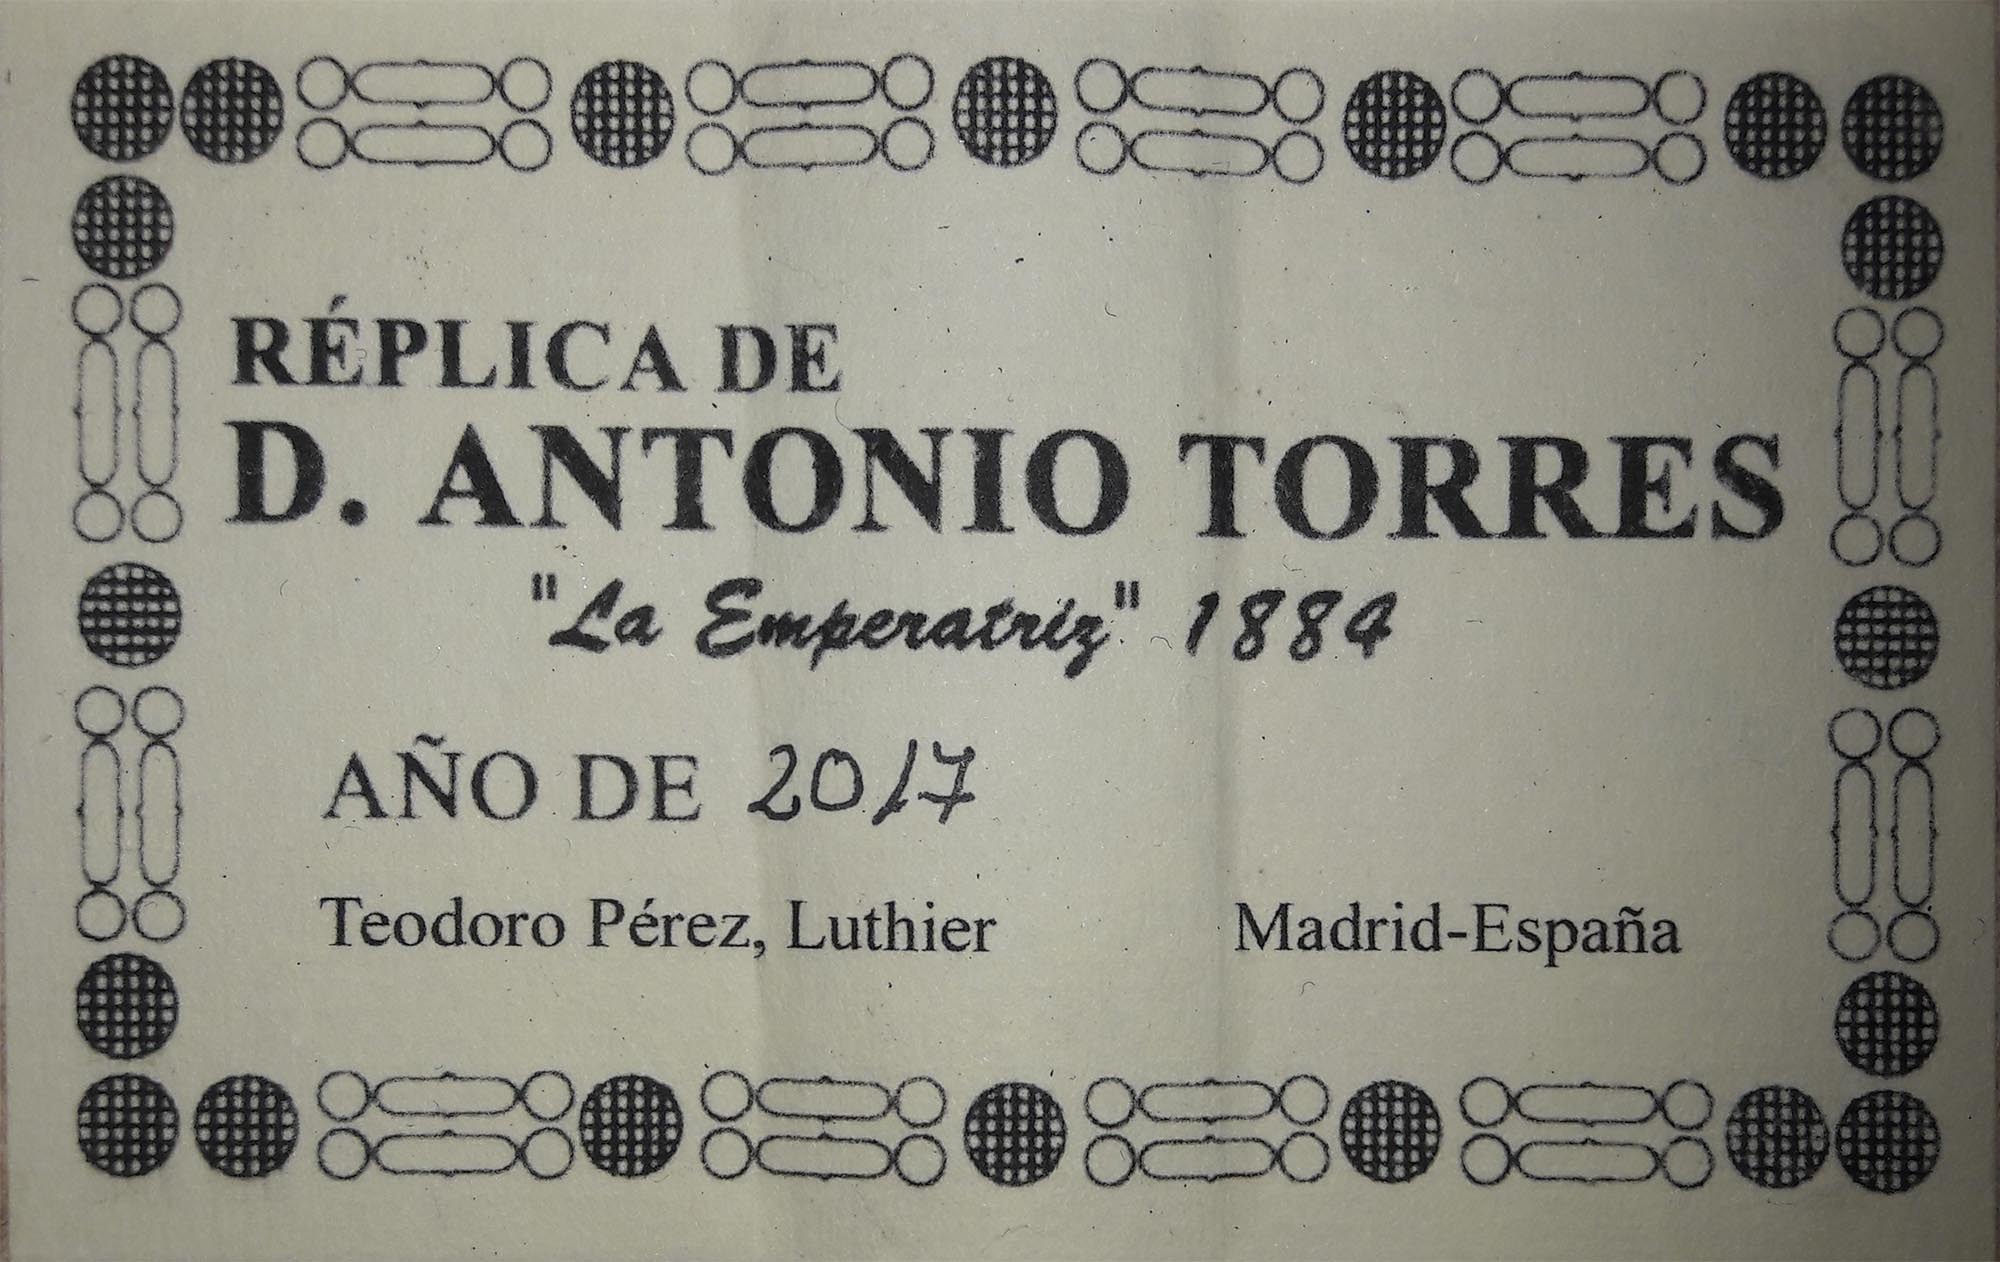 RÉPLICA DE
D. ANTONIO TORRES
"La Emperatriz" 1884
AÑO DE 2017
Teodoro Pérez, Luthier Madrid-España